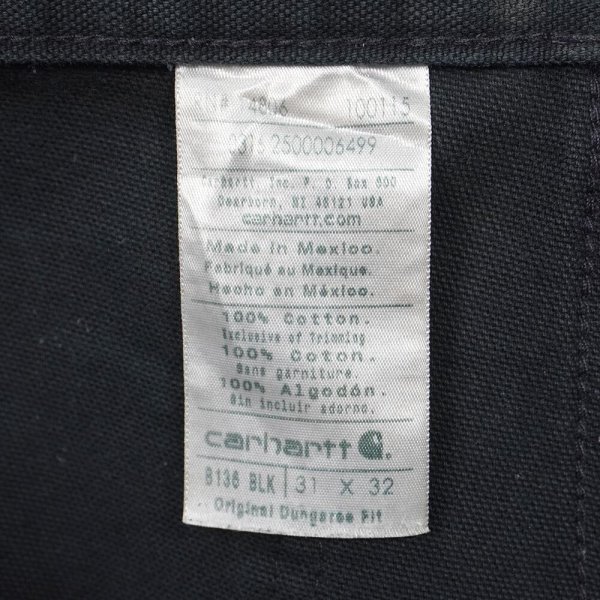 RN# 14806 100115
0316 2500006499
Carhartt, Inc. P. O. Box 600
Dearborn, MI 48121 USA
carhartt.com
Made in Mexico.
Fabriqué au Mexique.
Hecho en México.
100% Cotton.
Exclusive of Trimming
100% Coton.
Sans garniture.
100% Algodón.
Sin incluir adorno.
carhartt
B136 BLK | 31 X 32
Original Dungaree Fit